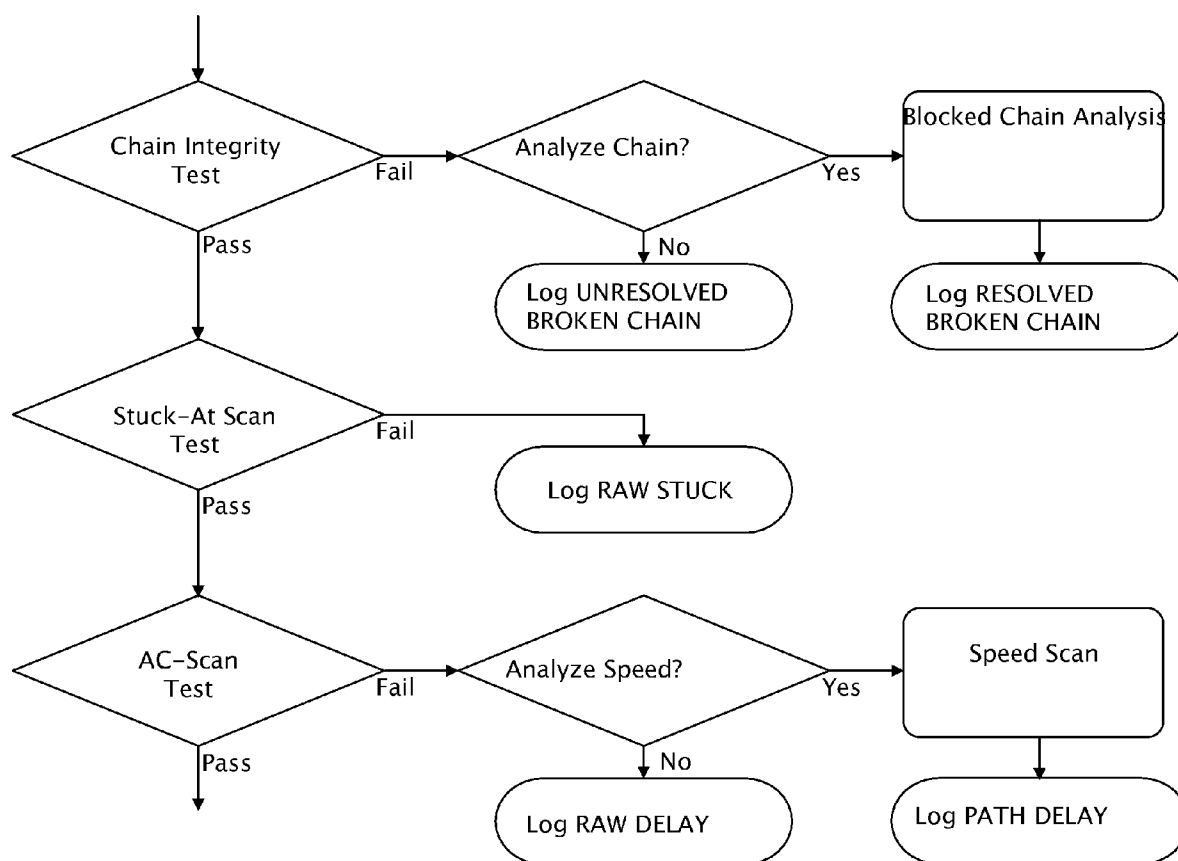 Chain Integrity
Test
Fail
Analyze Chain?
Yes
Blocked Chain Analysis
Pass
No
Log UNRESOLVED
BROKEN CHAIN
Log RESOLVED
BROKEN CHAIN
Stuck-At Scan
Test
Fail
Log RAW STUCK
Pass
AC-Scan
Test
Fail
Analyze Speed?
Yes
Speed Scan
Pass
No
Log RAW DELAY
Log PATH DELAY